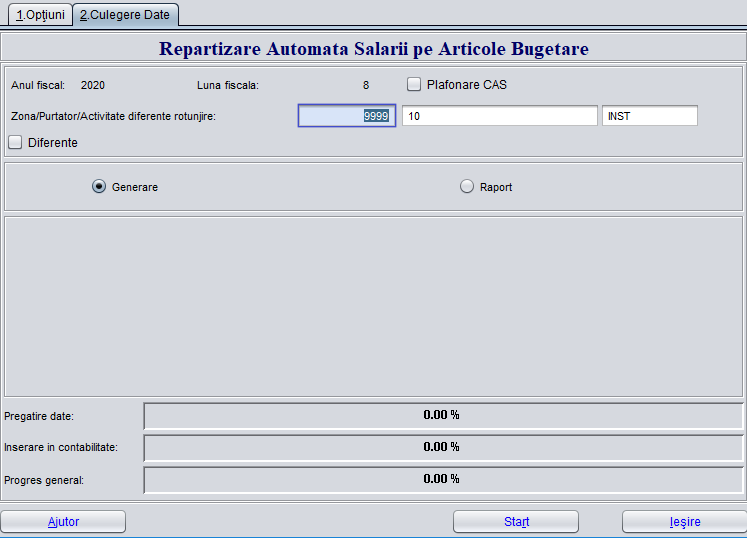 1.Opţiuni 2.Culegere Date
Repartizare Automata Salarii pe Articole Bugetare
Anul fiscal: 2020 Luna fiscala: 8 Plafonare CAS
Zona/Purtator/Activitate diferente rotunjire: 9999 10 INST
Diferente
Generare Raport
Pregatire date: 0.00 %
Inserare in contabilitate: 0.00 %
Progres general: 0.00 %
Ajutor Start Ieşire